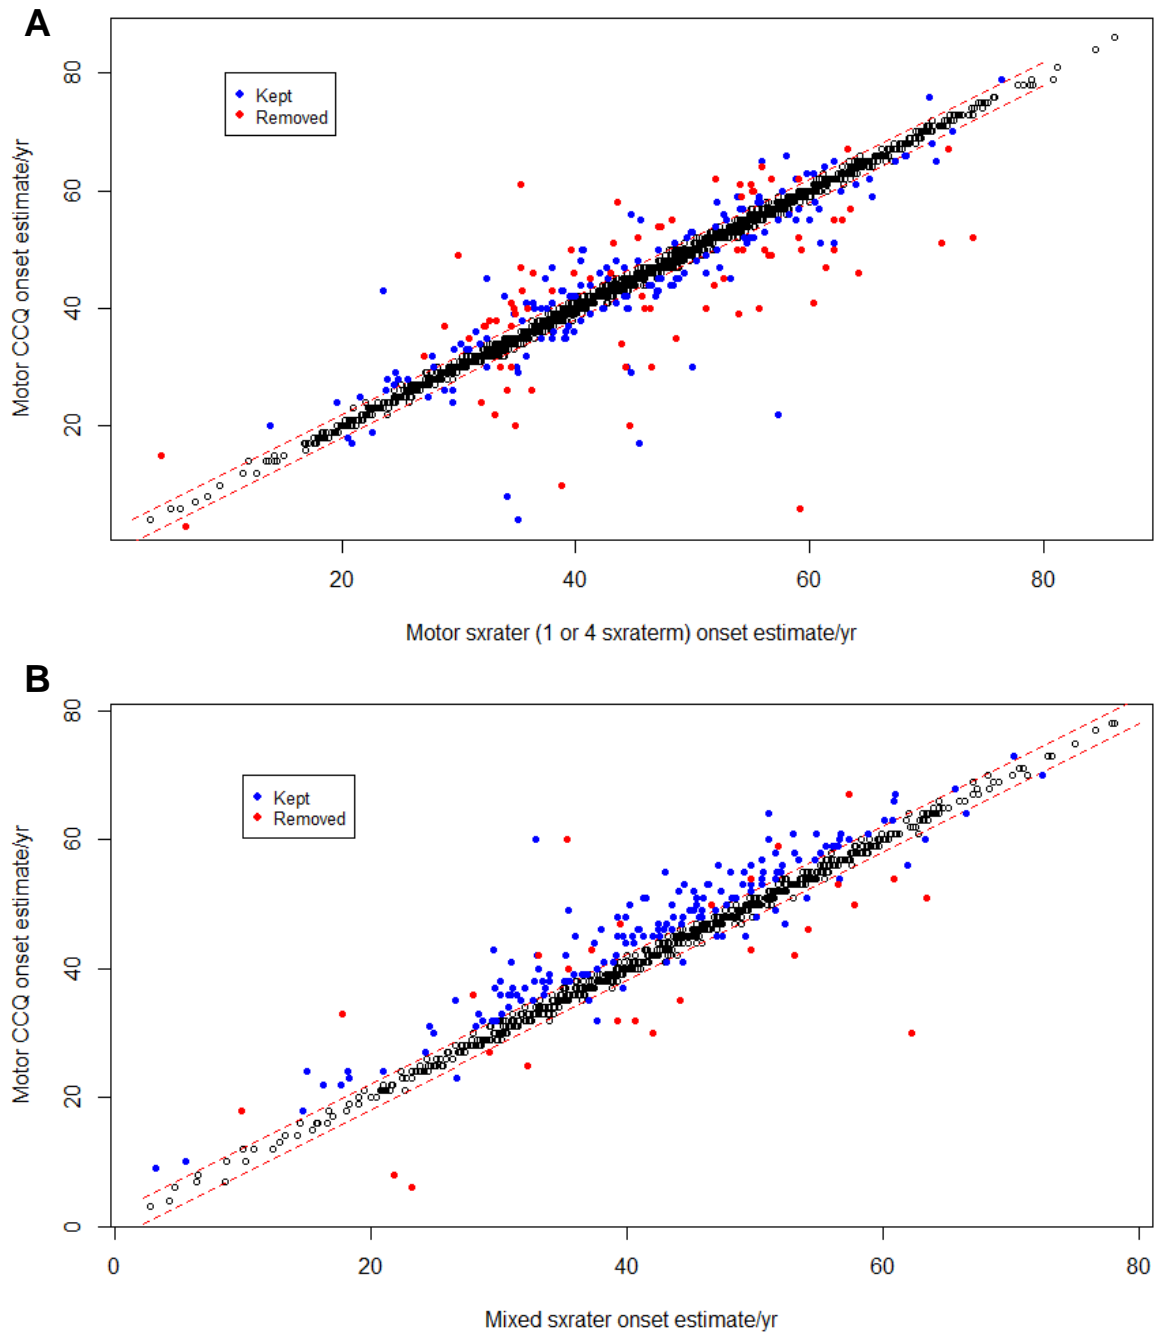 A
Motor CCQ onset estimate/yr
80
60
40
20
Kept
Removed
20 40 60 80
Motor sxrater (1 or 4 sxraterm) onset estimate/yr
B
Motor CCQ onset estimate/yr
80
60
40
20
0
Kept
Removed
0 20 40 60 80
Mixed sxrater onset estimate/yr